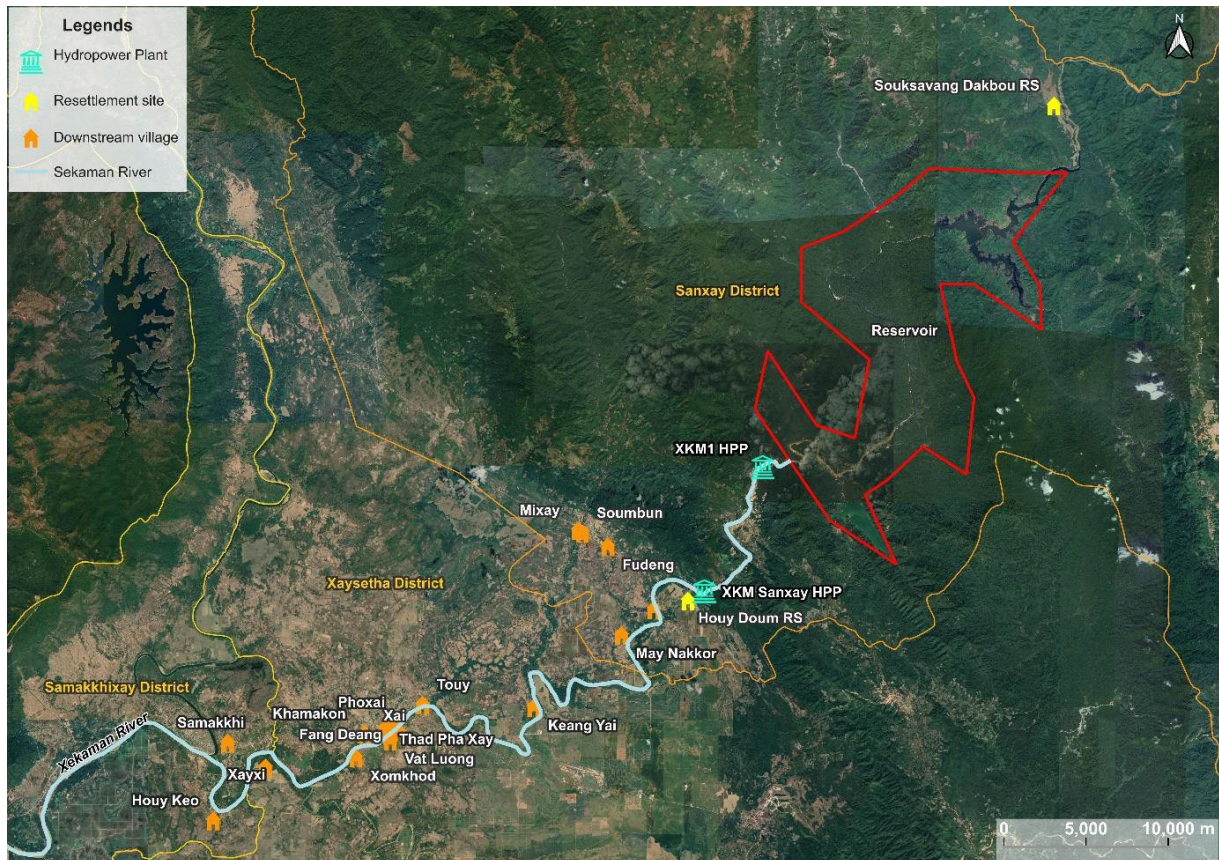 Legends
Hydropower Plant
Resettlement site
Downstream village
Sekaman River
N
Souksavang Dakbou RS
Sanxay District
Reservoir
XKM1 HPP
Mixay
Soumbun
Fudeng
Xaysetha District
XKM Sanxay HPP
Houy Doum RS
May Nakkor
Samakkhixay District
Touy
Phoxai
Khamakon
Xai
Samakkhi
Keang Yai
Fang Deang
Thad Pha Xay
Xekaman River
Vat Luong
Xayxi
Xomkhod
Houy Keo
0 5,000 10,000 m